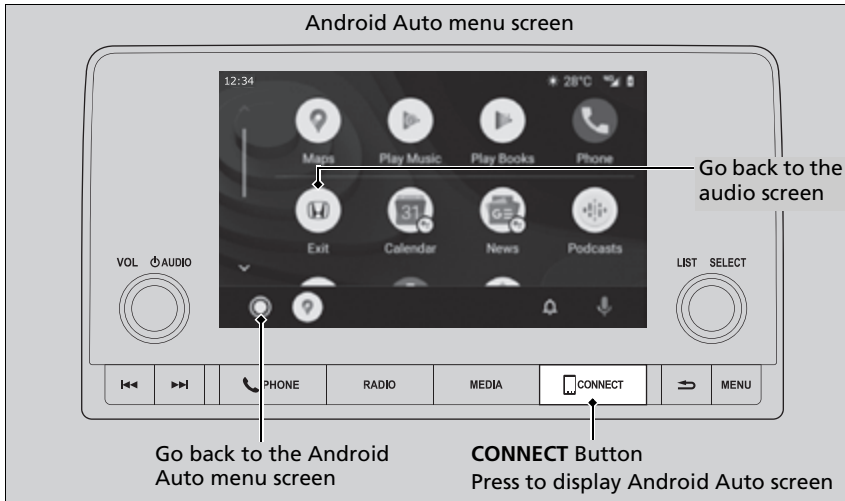 Android Auto menu screen
12:34
28°C
Maps
Play Music
Play Books
Phone
Go back to the
audio screen
31
Exit
Calendar
News
Podcasts
VOL AUDIO
LIST SELECT
PHONE
RADIO
MEDIA
CONNECT
MENU
Go back to the Android
Auto menu screen
CONNECT Button
Press to display Android Auto screen